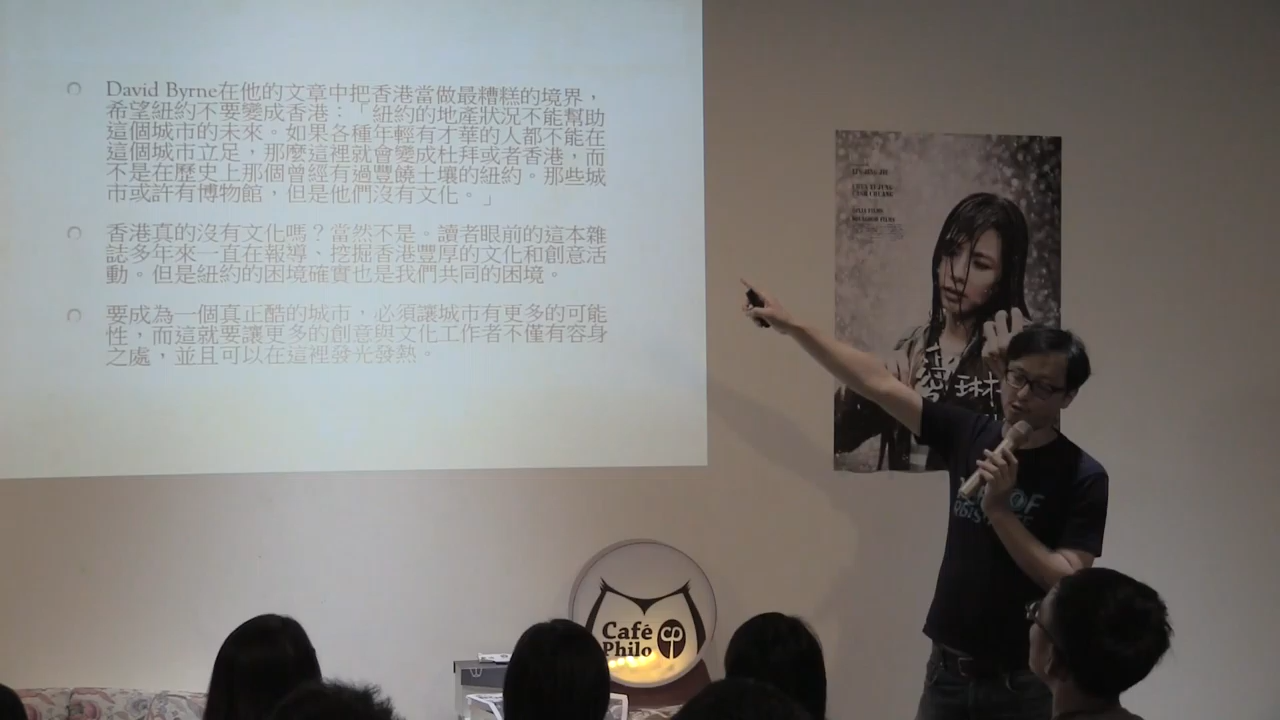 David Byrne在他的文章中把香港當做最糟糕的境界，
希望紐約不要變成香港：「紐約的地產狀況不能幫助
這個城市的未來。如果各種年輕有才華的人都不能在
這個城市立足，那麼這裡就會變成杜拜或者香港，而
不是在歷史上那個曾經有過豐饒土壤的紐約。那些城
市或許有博物館，但是他們沒有文化。」
香港真的沒有文化嗎？當然不是。讀者眼前的這本雜
誌多年來一直在報導、挖掘香港豐厚的文化和創意活
動。但是紐約的困境確實也是我們共同的困境。
要成為一個真正酷的城市，必須讓城市有更多的可能
性，而這就要讓更多的創意與文化工作者不僅有容身
之處，並且可以在這裡發光發熱。
琳
OF
Café
Philo